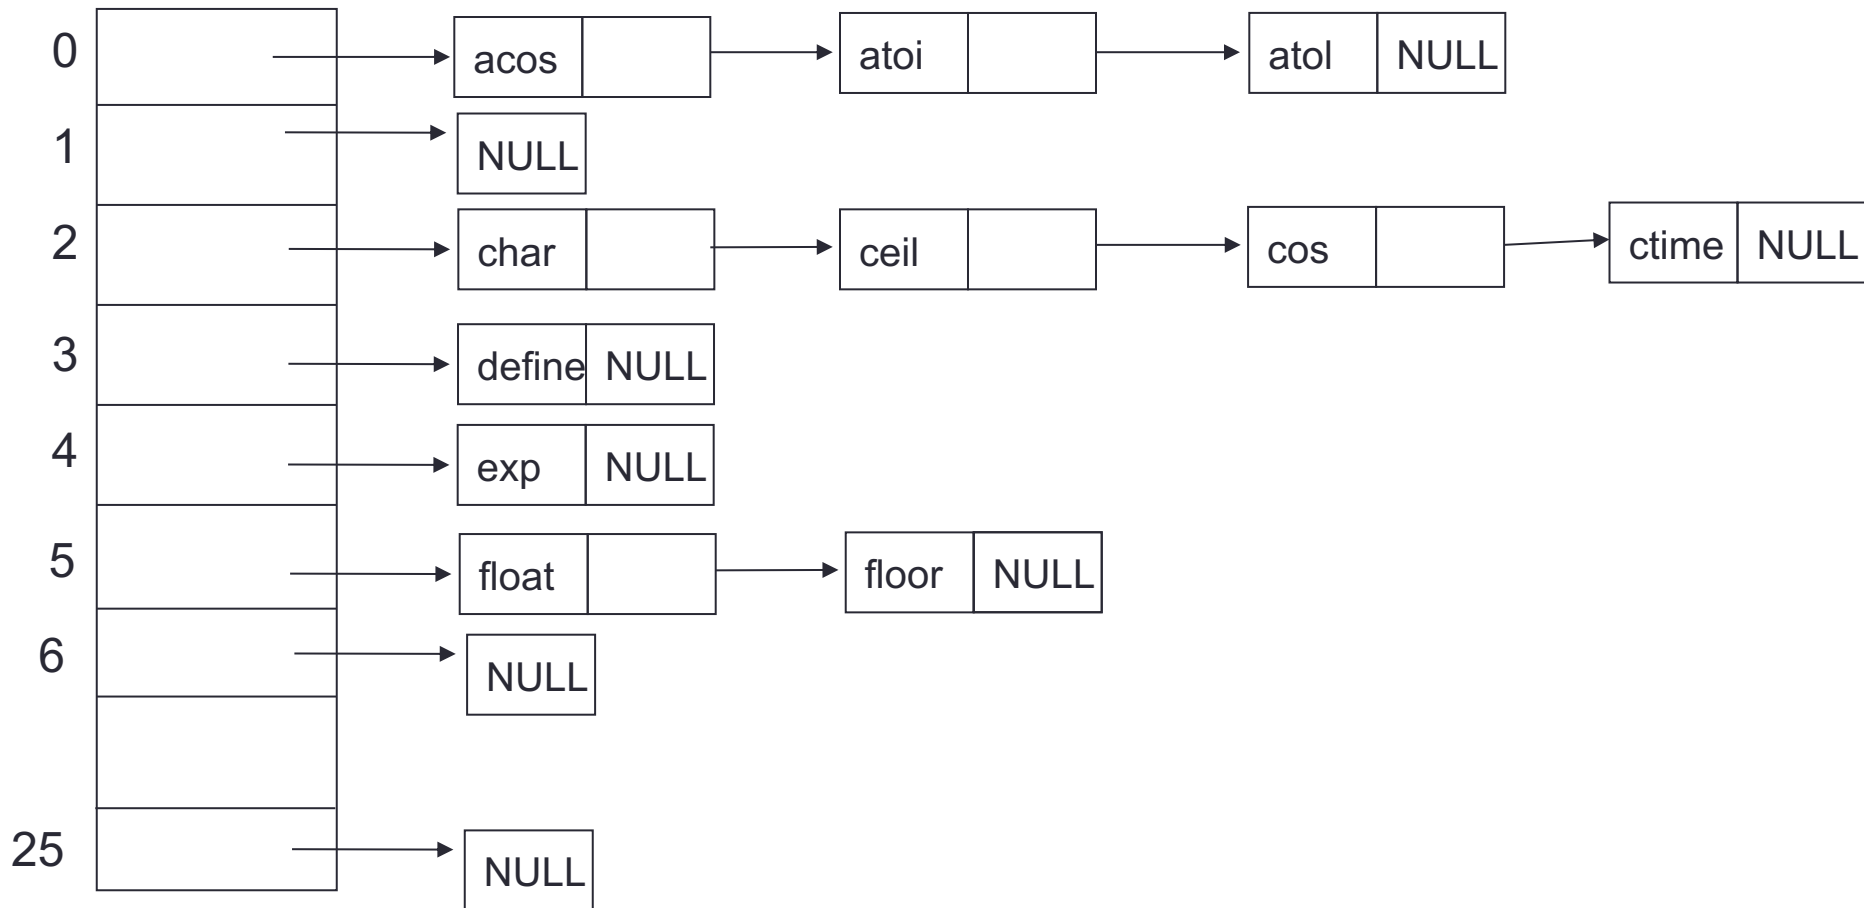 0 acos atoi atol NULL
1 NULL
2 char ceil cos ctime NULL
3 define NULL
4 exp NULL
5 float floor NULL
6 NULL
25 NULL